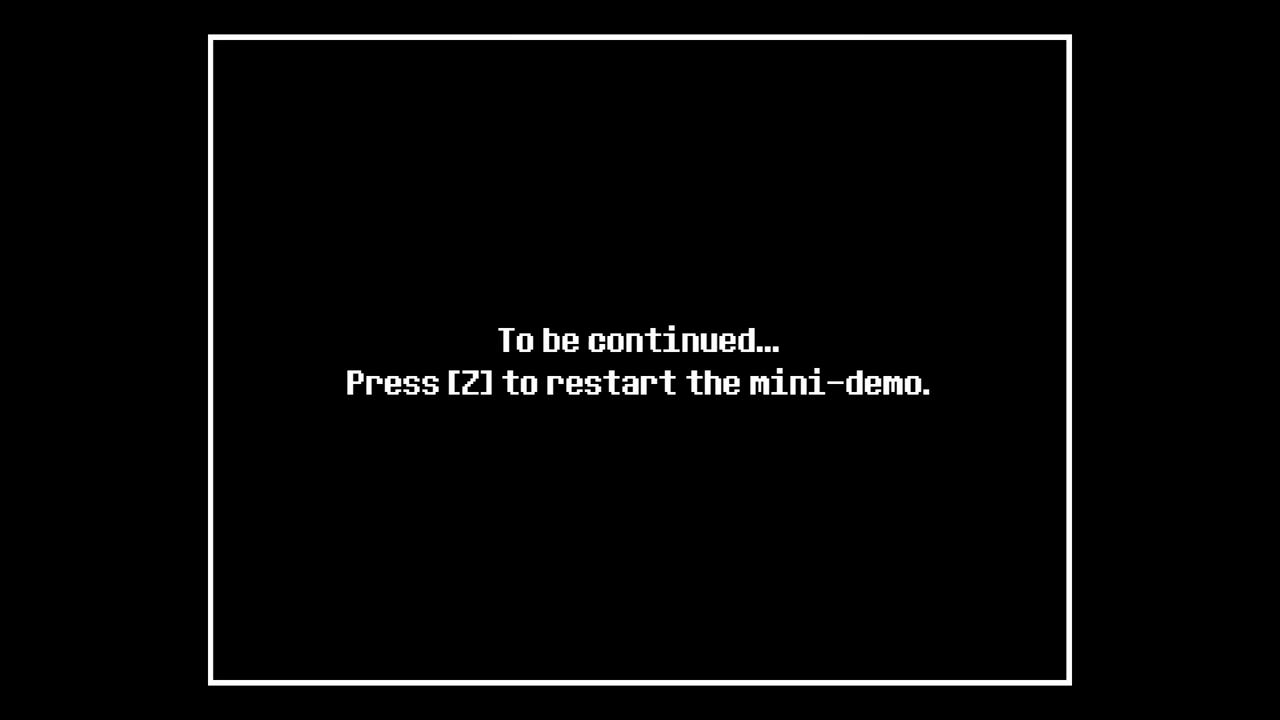 To be continued...
Press [Z] to restart the mini-demo.